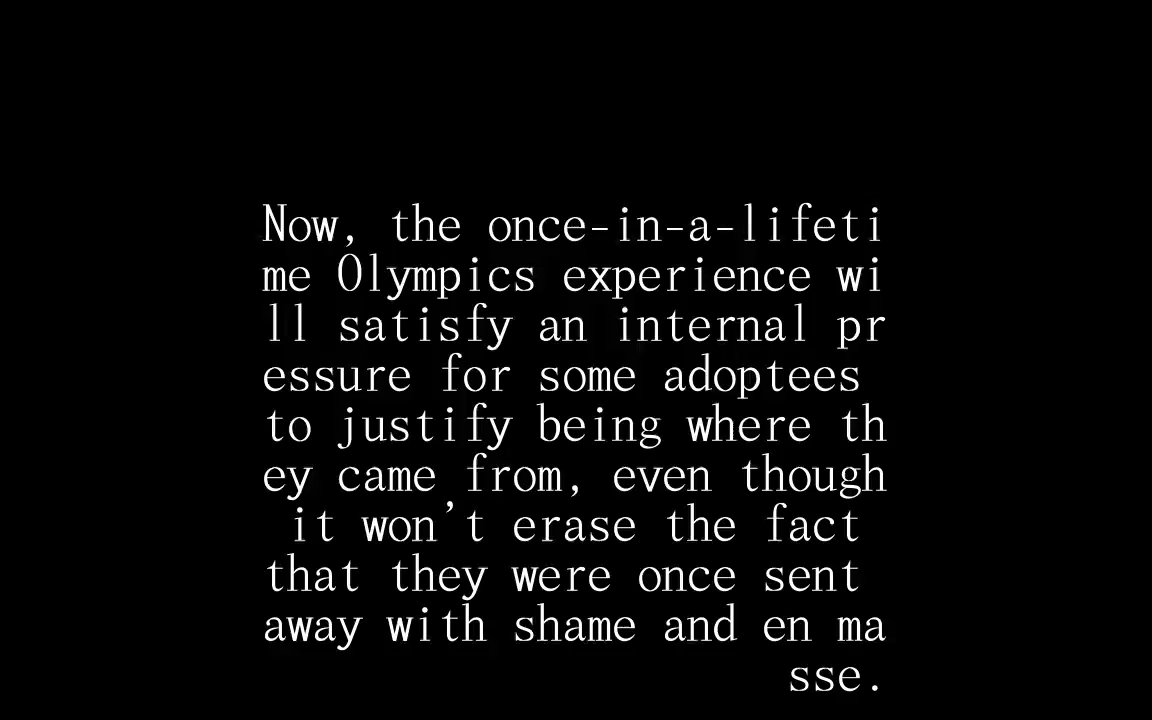 Now, the once-in-a-lifeti
me Olympics experience wi
ll satisfy an internal pr
essure for some adoptees
to justify being where th
ey came from, even though
it won't erase the fact
that they were once sent
away with shame and en ma
sse.